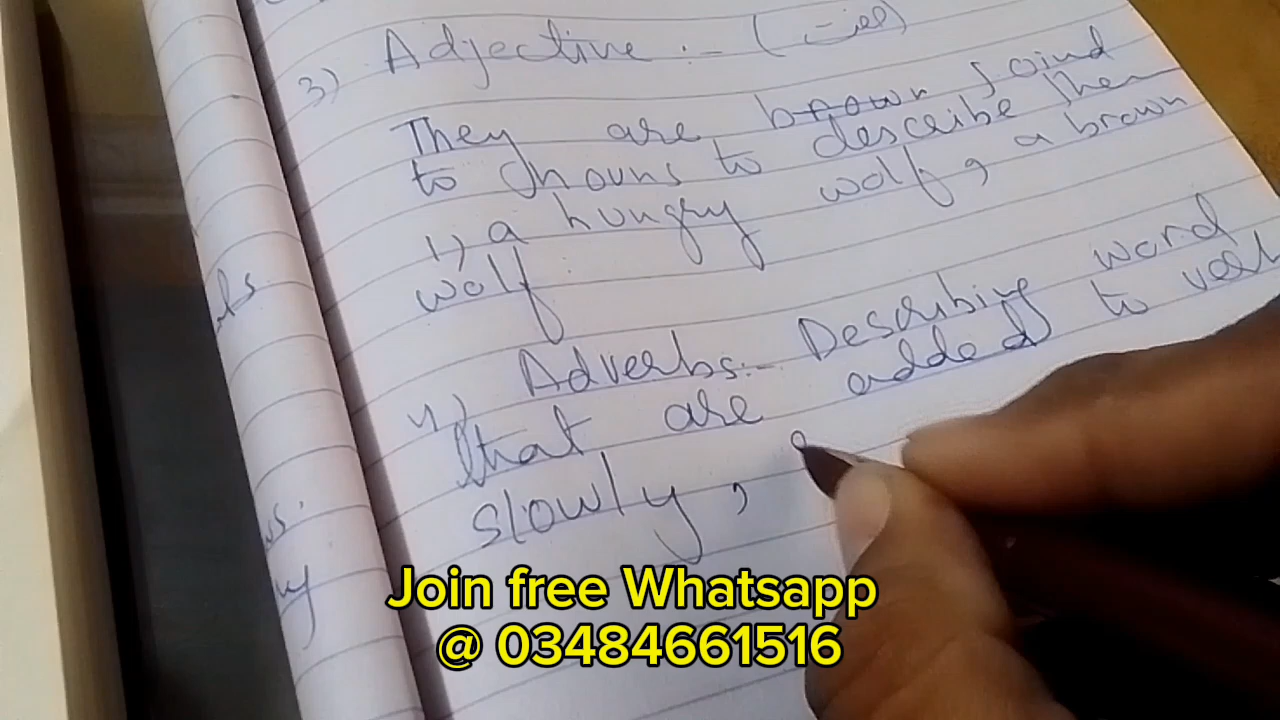 3) Adjective :- (صفت)
They are brown joind
to nouns to describe them
1) a hungry wolf, a brown
wolf
4) Adverbs:- Describing word
that are added to verb
slowly,
Join free Whatsapp
@ 03484661516